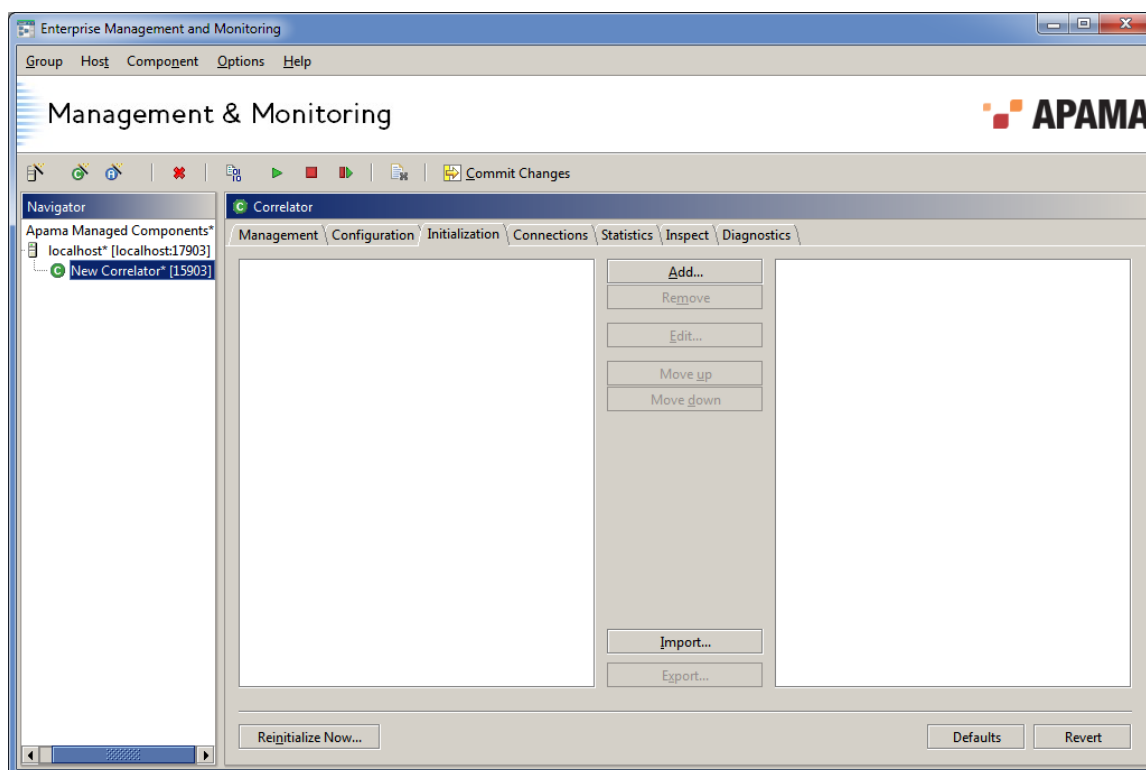 Enterprise Management and Monitoring
Group Host Component Options Help
Management & Monitoring
APAMA
Commit Changes
Navigator
Correlator
Apama Managed Components*
localhost* [localhost:17903]
New Correlator* [15903]
Management Configuration Initialization Connections Statistics Inspect Diagnostics
Add...
Remove
Edit...
Move up
Move down
Import...
Export...
Reinitialize Now...
Defaults Revert